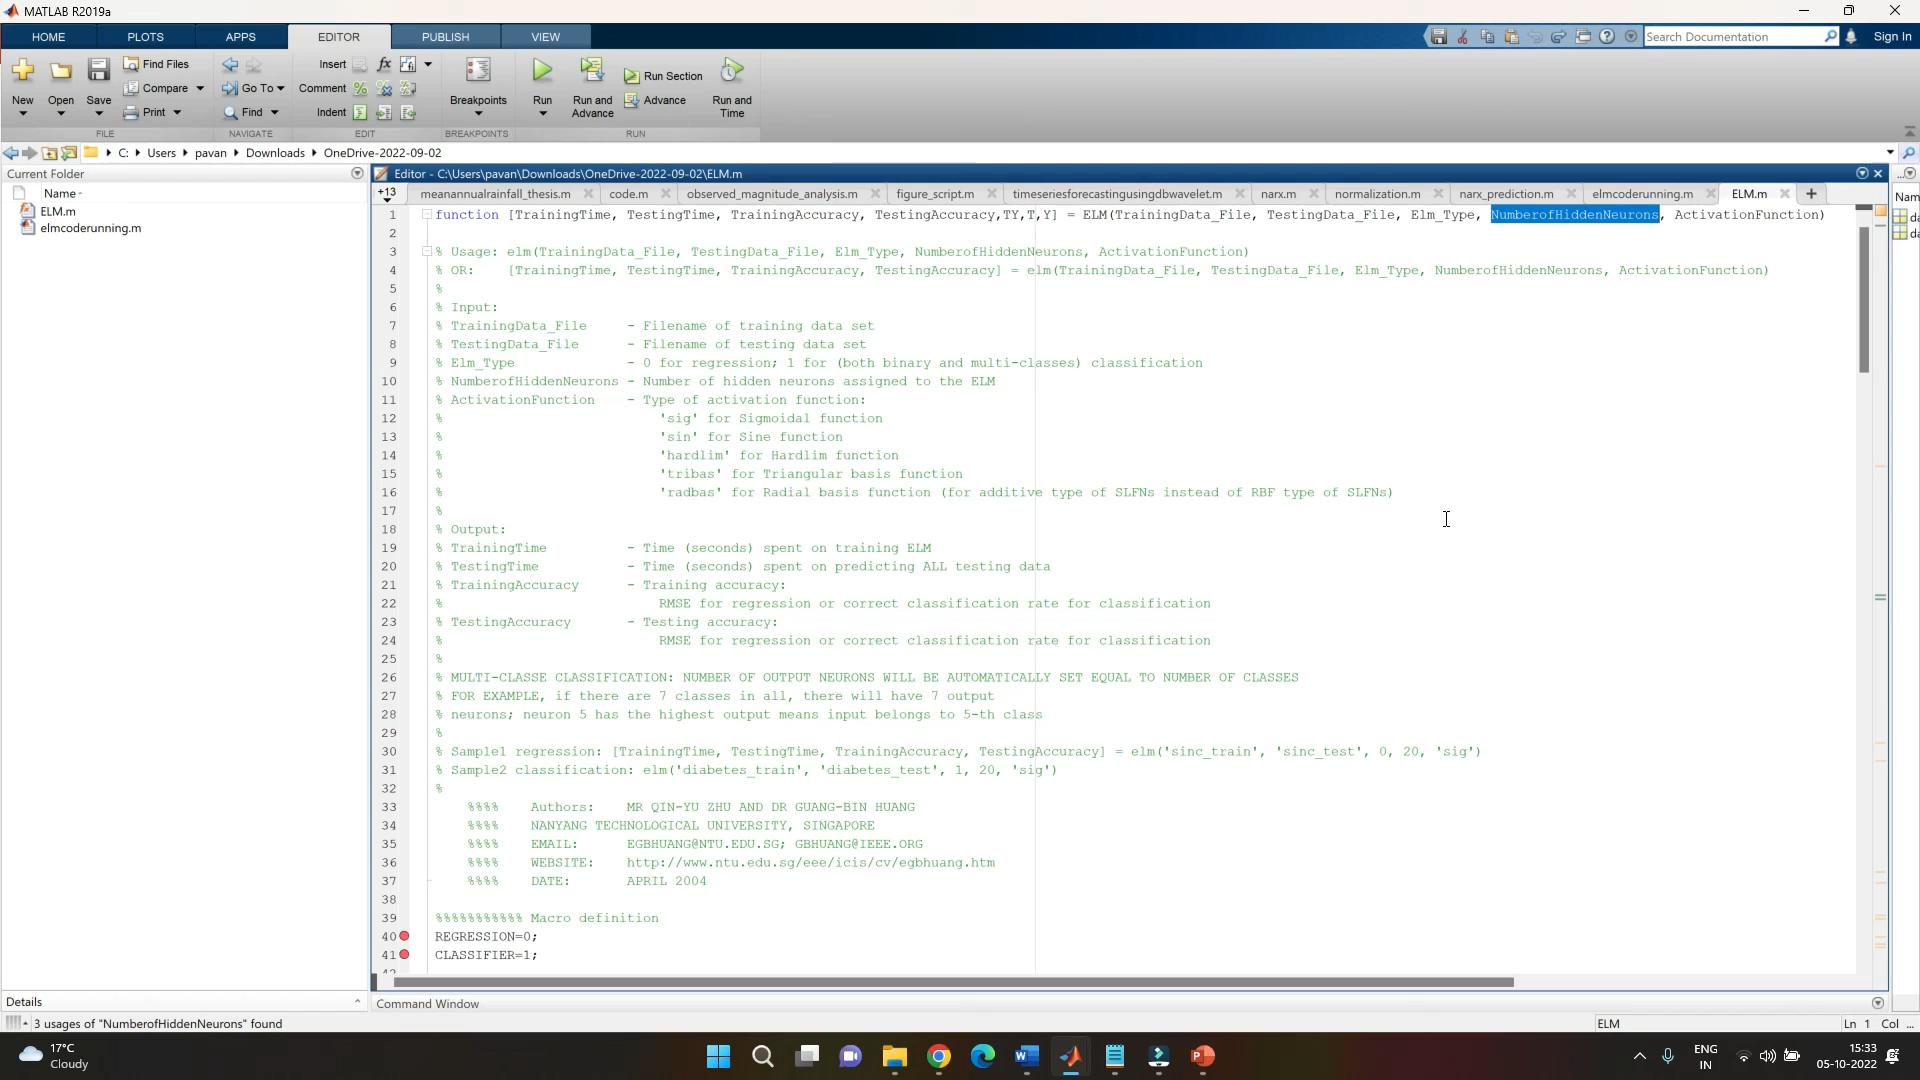 MATLAB R2019a
HOME PLOTS APPS EDITOR PUBLISH VIEW Search Documentation Sign In
New Open Save Find Files Compare Print Go To Find Insert Comment Indent Breakpoints Run Run and Advance Run Section Advance Run and Time
FILE NAVIGATE EDIT BREAKPOINTS RUN
C: Users pavan Downloads OneDrive-2022-09-02
Current Folder
Name
ELM.m
elmcoderunning.m
Editor - C:\Users\pavan\Downloads\OneDrive-2022-09-02\ELM.m
+13 meanannualrainfall_thesis.m code.m observed_magnitude_analysis.m figure_script.m timeseriesforecastingusingdbwavelet.m narx.m normalization.m narx_prediction.m elmcoderunning.m ELM.m
1 function [TrainingTime, TestingTime, TrainingAccuracy, TestingAccuracy,TY,T,Y] = ELM(TrainingData_File, TestingData_File, Elm_Type, NumberofHiddenNeurons, ActivationFunction)
2
3 % Usage: elm(TrainingData_File, TestingData_File, Elm_Type, NumberofHiddenNeurons, ActivationFunction)
4 % OR: [TrainingTime, TestingTime, TrainingAccuracy, TestingAccuracy] = elm(TrainingData_File, TestingData_File, Elm_Type, NumberofHiddenNeurons, ActivationFunction)
5 %
6 % Input:
7 % TrainingData_File - Filename of training data set
8 % TestingData_File - Filename of testing data set
9 % Elm_Type - 0 for regression; 1 for (both binary and multi-classes) classification
10 % NumberofHiddenNeurons - Number of hidden neurons assigned to the ELM
11 % ActivationFunction - Type of activation function:
12 % 'sig' for Sigmoidal function
13 % 'sin' for Sine function
14 % 'hardlim' for Hardlim function
15 % 'tribas' for Triangular basis function
16 % 'radbas' for Radial basis function (for additive type of SLFNs instead of RBF type of SLFNs)
17 %
18 % Output:
19 % TrainingTime - Time (seconds) spent on training ELM
20 % TestingTime - Time (seconds) spent on predicting ALL testing data
21 % TrainingAccuracy - Training accuracy:
22 % RMSE for regression or correct classification rate for classification
23 % TestingAccuracy - Testing accuracy:
24 % RMSE for regression or correct classification rate for classification
25 %
26 % MULTI-CLASSE CLASSIFICATION: NUMBER OF OUTPUT NEURONS WILL BE AUTOMATICALLY SET EQUAL TO NUMBER OF CLASSES
27 % FOR EXAMPLE, if there are 7 classes in all, there will have 7 output
28 % neurons; neuron 5 has the highest output means input belongs to 5-th class
29 %
30 % Sample1 regression: [TrainingTime, TestingTime, TrainingAccuracy, TestingAccuracy] = elm('sinc_train', 'sinc_test', 0, 20, 'sig')
31 % Sample2 classification: elm('diabetes_train', 'diabetes_test', 1, 20, 'sig')
32 %
33 %%%% Authors: MR QIN-YU ZHU AND DR GUANG-BIN HUANG
34 %%%% NANYANG TECHNOLOGICAL UNIVERSITY, SINGAPORE
35 %%%% EMAIL: EGBHUANG@NTU.EDU.SG; GBHUANG@IEEE.ORG
36 %%%% WEBSITE: http://www.ntu.edu.sg/eee/icis/cv/egbhuang.htm
37 %%%% DATE: APRIL 2004
38
39 %%%%%%%%%%% Macro definition
40 REGRESSION=0;
41 CLASSIFIER=1;
Nam
Details
Command Window
3 usages of "NumberofHiddenNeurons" found
ELM
Ln 1 Col ...
17°C
Cloudy
ENG
IN
15:33
05-10-2022